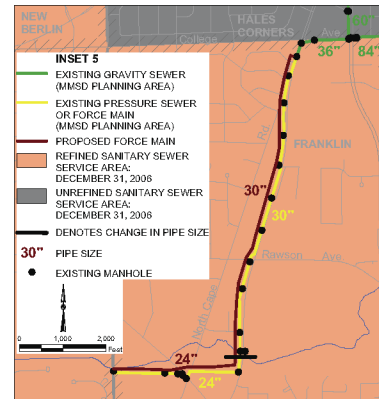 NEW
BERLIN
HALES
CORNERS
College
Ave
60"
36"
84"
INSET 5
EXISTING GRAVITY SEWER
(MMSD PLANNING AREA)
EXISTING PRESSURE SEWER
OR FORCE MAIN
(MMSD PLANNING AREA)
PROPOSED FORCE MAIN
REFINED SANITARY SEWER
SERVICE AREA:
DECEMBER 31, 2006
UNREFINED SANITARY SEWER
SERVICE AREA:
DECEMBER 31, 2006
DENOTES CHANGE IN PIPE SIZE
30" PIPE SIZE
EXISTING MANHOLE
0 1,000 2,000
Feet
Rd
FRANKLIN
30"
30"
Rawson Ave
North Cape
24"
24"